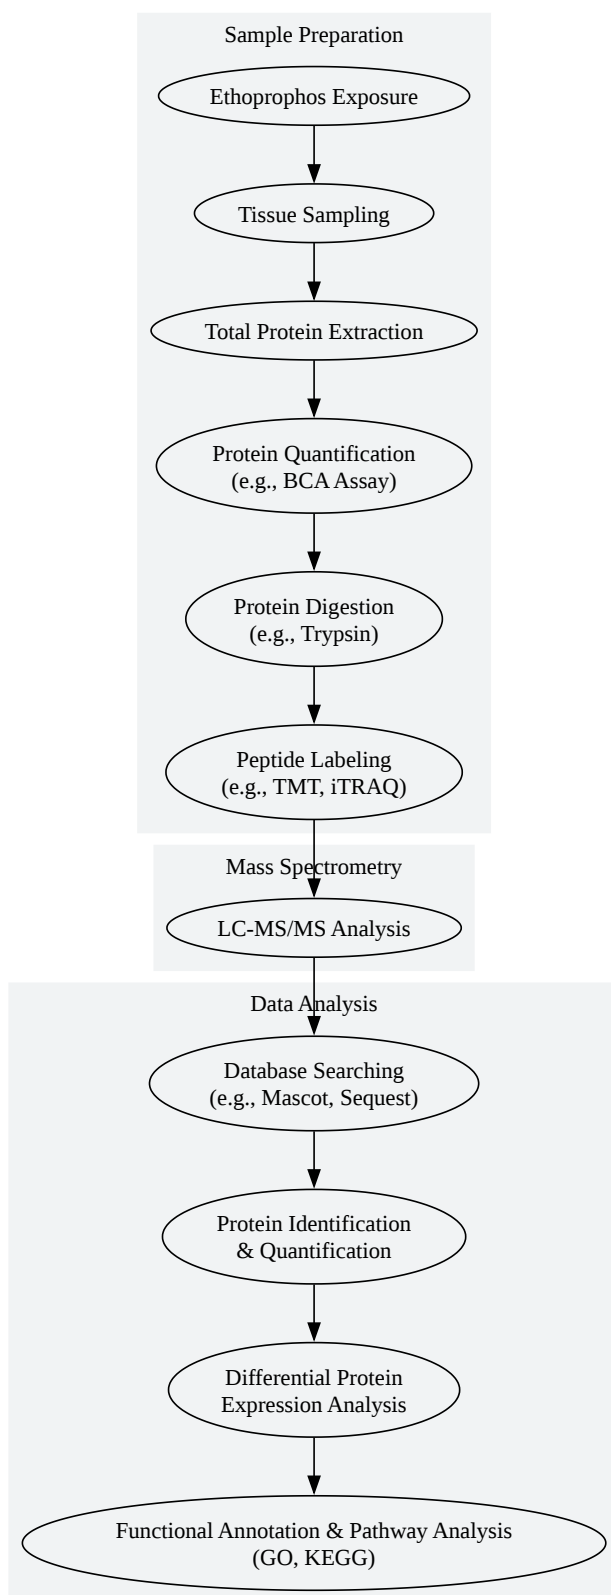 Sample Preparation
Ethoprophos Exposure
Tissue Sampling
Total Protein Extraction
Protein Quantification
(e.g., BCA Assay)
Protein Digestion
(e.g., Trypsin)
Peptide Labeling
(e.g., TMT, iTRAQ)
Mass Spectrometry
LC-MS/MS Analysis
Data Analysis
Database Searching
(e.g., Mascot, Sequest)
Protein Identification
& Quantification
Differential Protein
Expression Analysis
Functional Annotation & Pathway Analysis
(GO, KEGG)